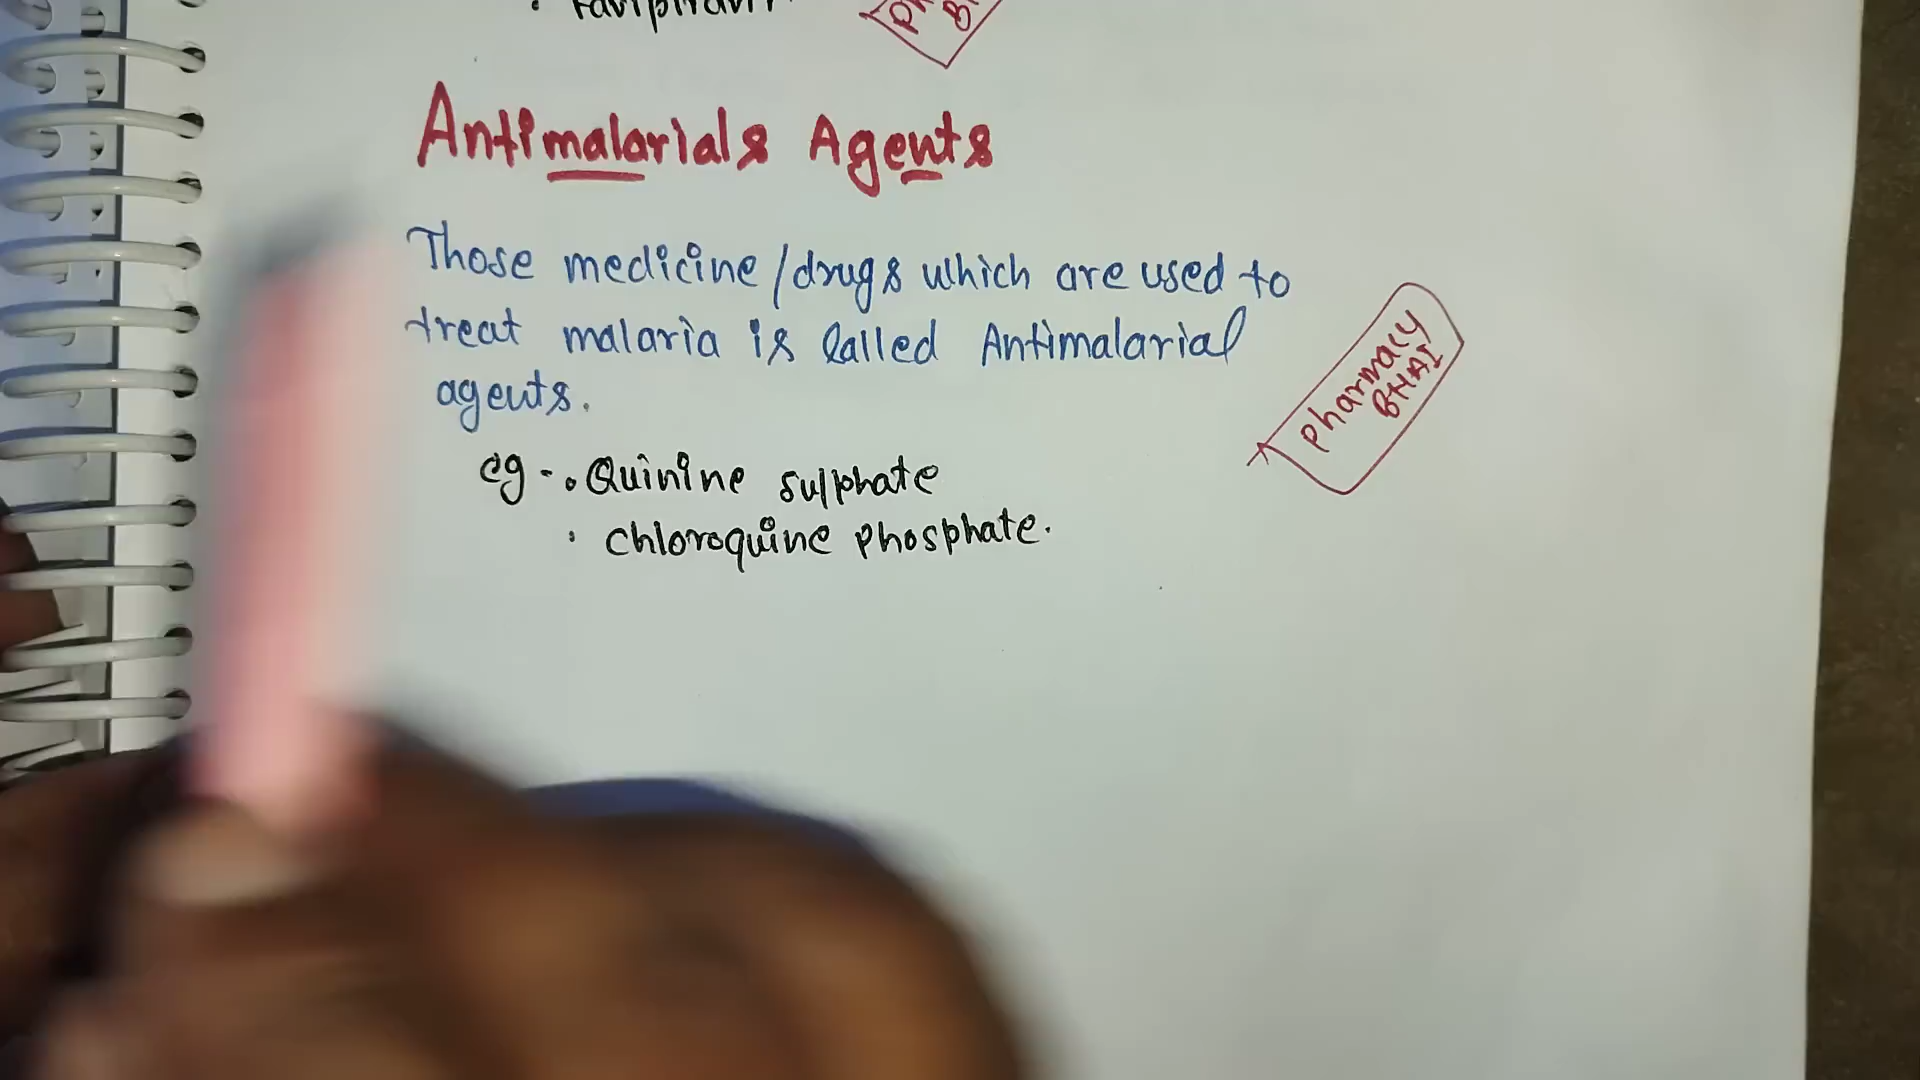 Antimalarials Agents
Those medicine/drugs which are used to
treat malaria is called Antimalarial
agents.
eg - • Quinine sulphate
• chloroquine phosphate.
Pharmacy
BHAI